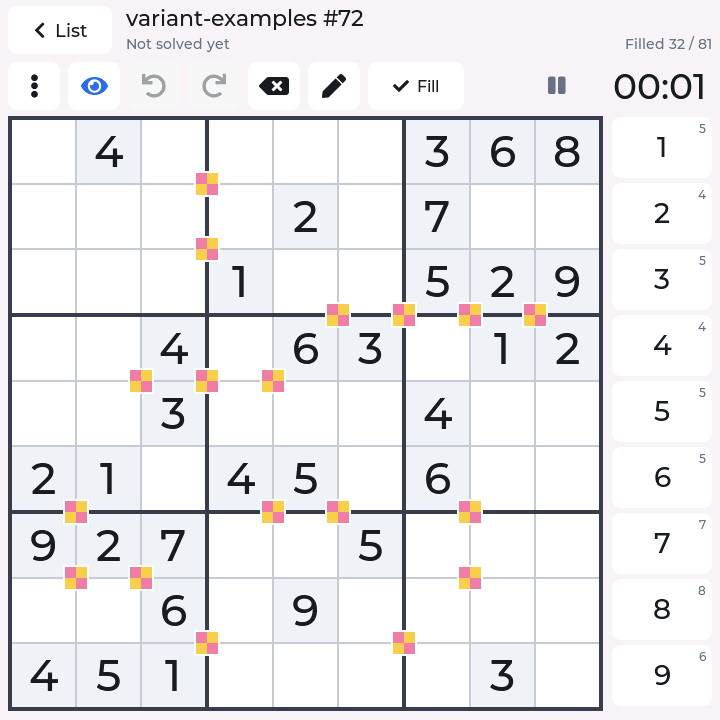 List
variant-examples #72
Not solved yet
Filled 32 / 81
Fill
00:01
4 3 6 8
2 7
1 5 2 9
4 6 3 1 2
3 4
2 1 4 5 6
9 2 7 5
6 9
4 5 1 3
1 5
2 4
3 5
4 4
5 5
6 5
7 7
8 8
9 6